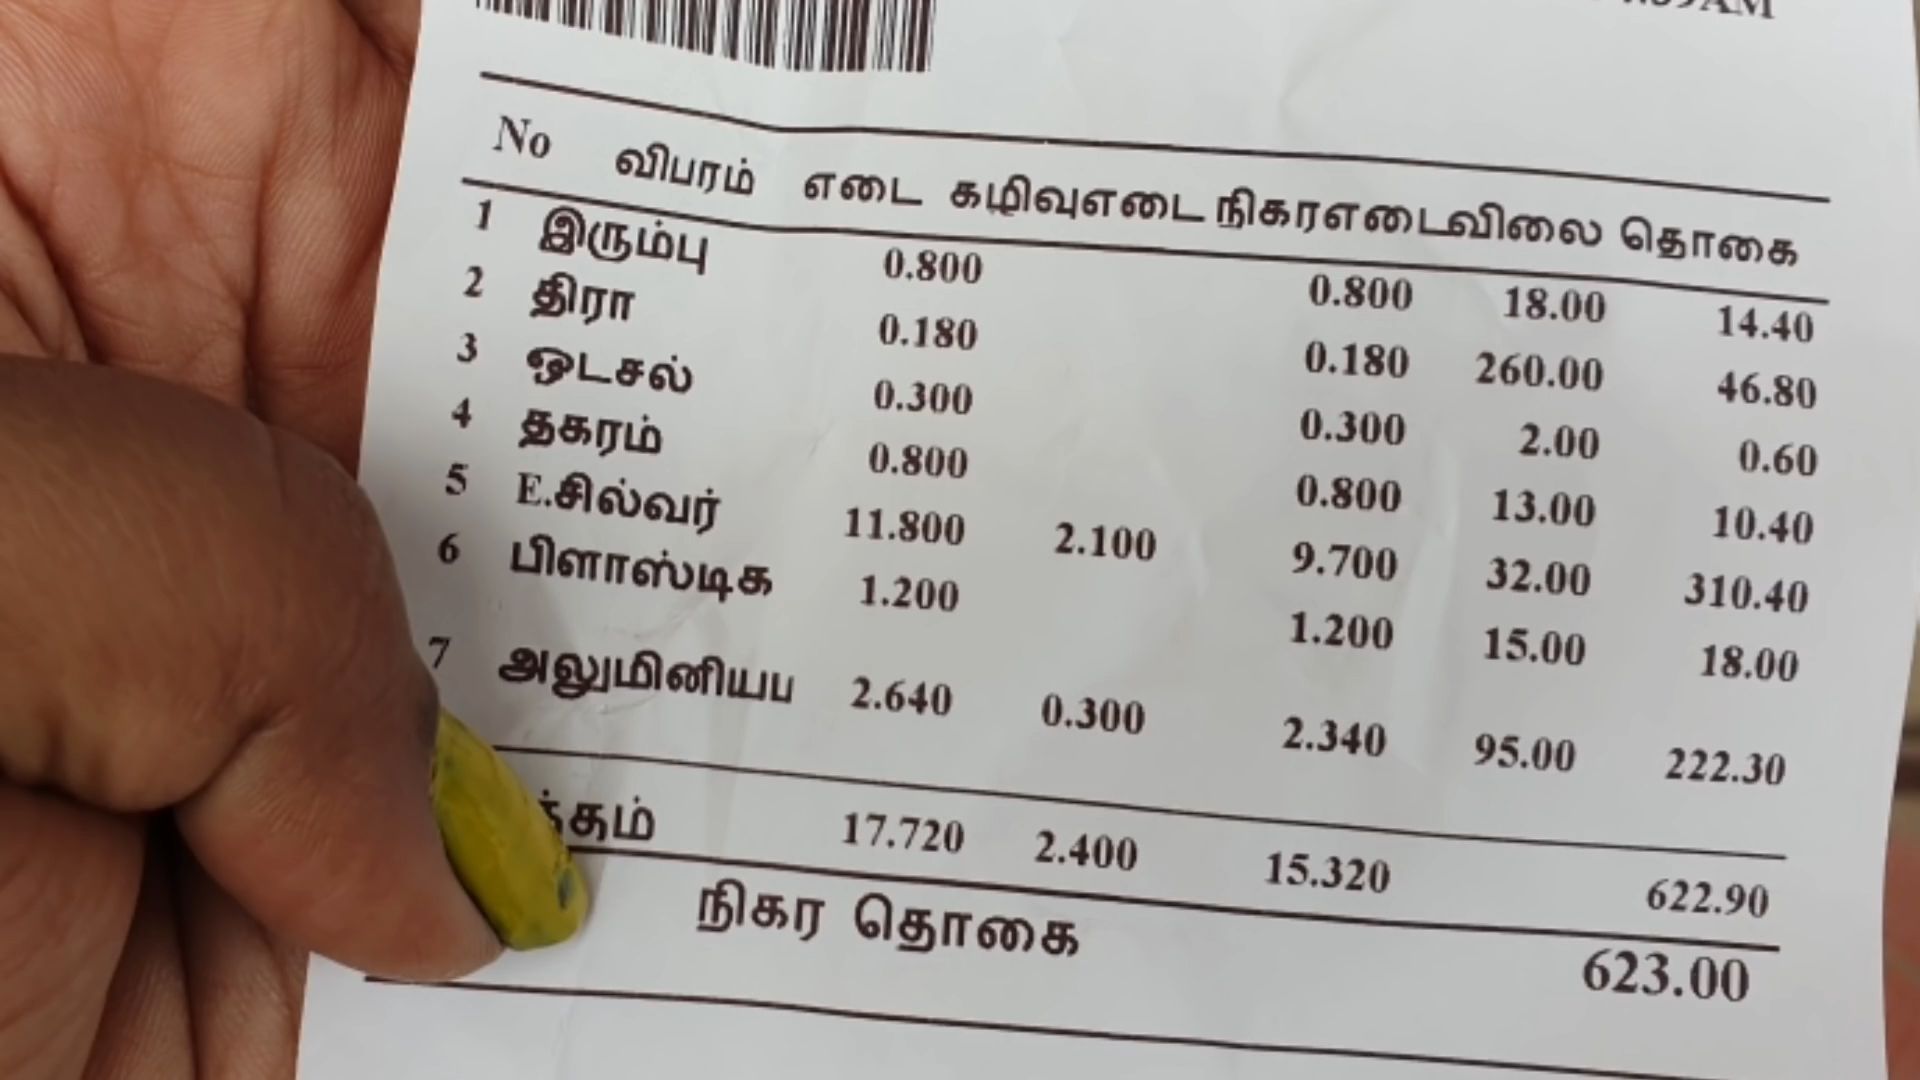 No விபரம் எடை கழிவுஎடை நிகரஎடைவிலை தொகை
1 இரும்பு 0.800 0.800 18.00 14.40
2 திரா 0.180 0.180 260.00 46.80
3 ஒடசல் 0.300 0.300 2.00 0.60
4 தகரம் 0.800 0.800 13.00 10.40
5 E.சில்வர் 11.800 2.100 9.700 32.00 310.40
6 பிளாஸ்டிக 1.200 1.200 15.00 18.00
7 அலுமினியப 2.640 0.300 2.340 95.00 222.30
17.720 2.400 15.320 622.90
நிகர தொகை 623.00